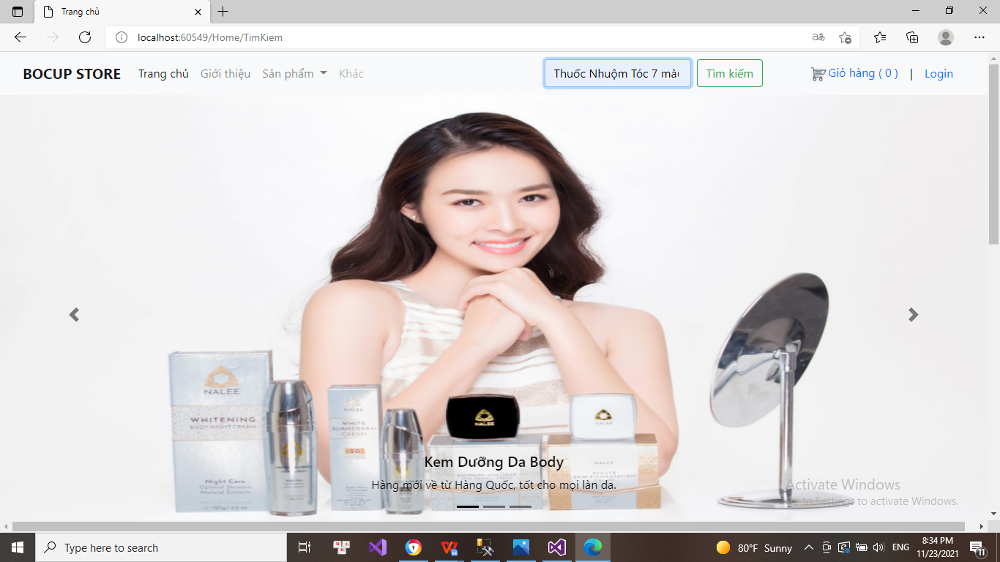 Trang chủ
localhost:60549/Home/TimKiem
BOCUP STORE Trang chủ Giới thiệu Sản phẩm Khác Thuốc Nhuộm Tóc 7 màu Tìm kiếm Giỏ hàng ( 0 ) | Login
NALEE
WHITENING
BODY NIGHT CREAM
Night Care
Optimal Skincare
Natural Extracts
NALEE
WHITE
SUNSCREEN
CREAM
50
NALEE
NALEE
NALEE
Kem Dưỡng Da Body
Hàng mới về từ Hàng Quốc, tốt cho mọi làn da.
Activate Windows
Go to Settings to activate Windows.
Type here to search
80°F Sunny
ENG
8:34 PM
11/23/2021
11